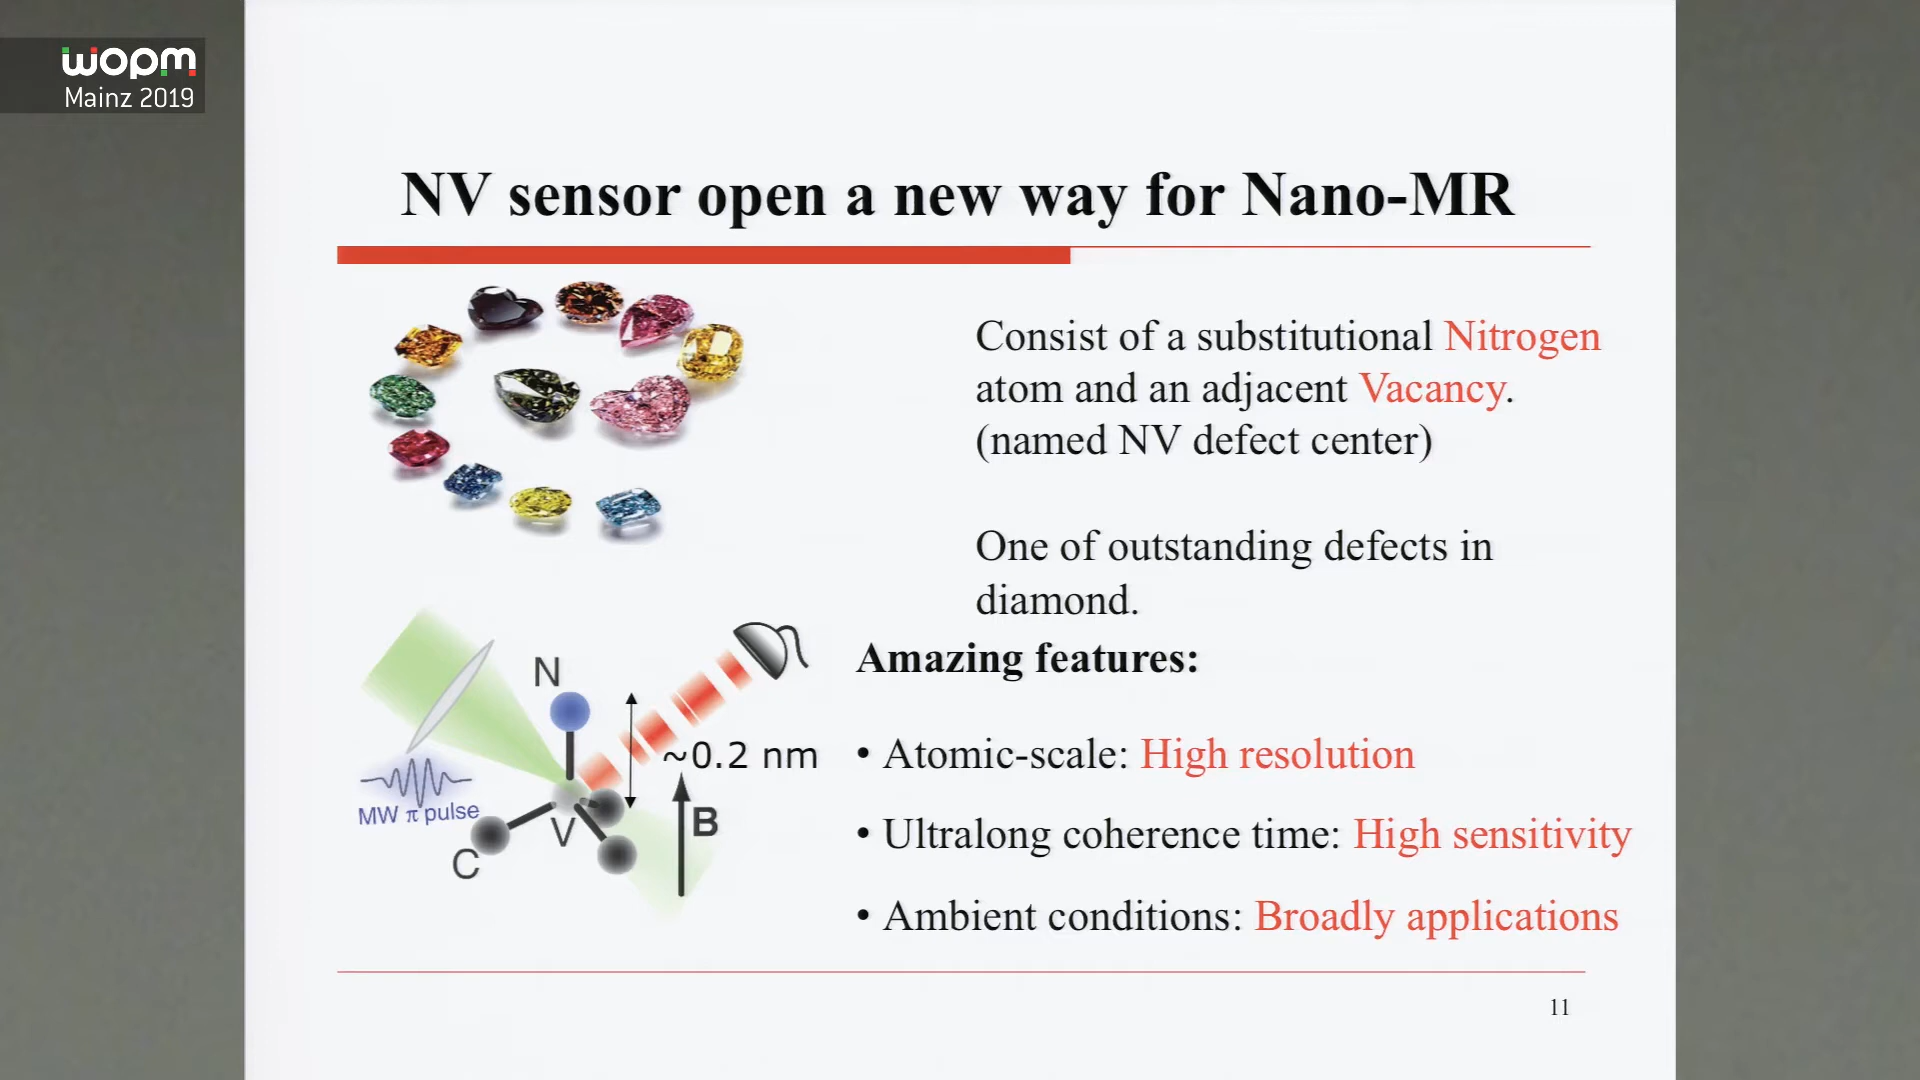 wopm
Mainz 2019
NV sensor open a new way for Nano-MR
Consist of a substitutional Nitrogen
atom and an adjacent Vacancy.
(named NV defect center)
One of outstanding defects in
diamond.
Amazing features:
• Atomic-scale: High resolution
• Ultralong coherence time: High sensitivity
• Ambient conditions: Broadly applications
N
~0.2 nm
MW π pulse
V
B
C
11